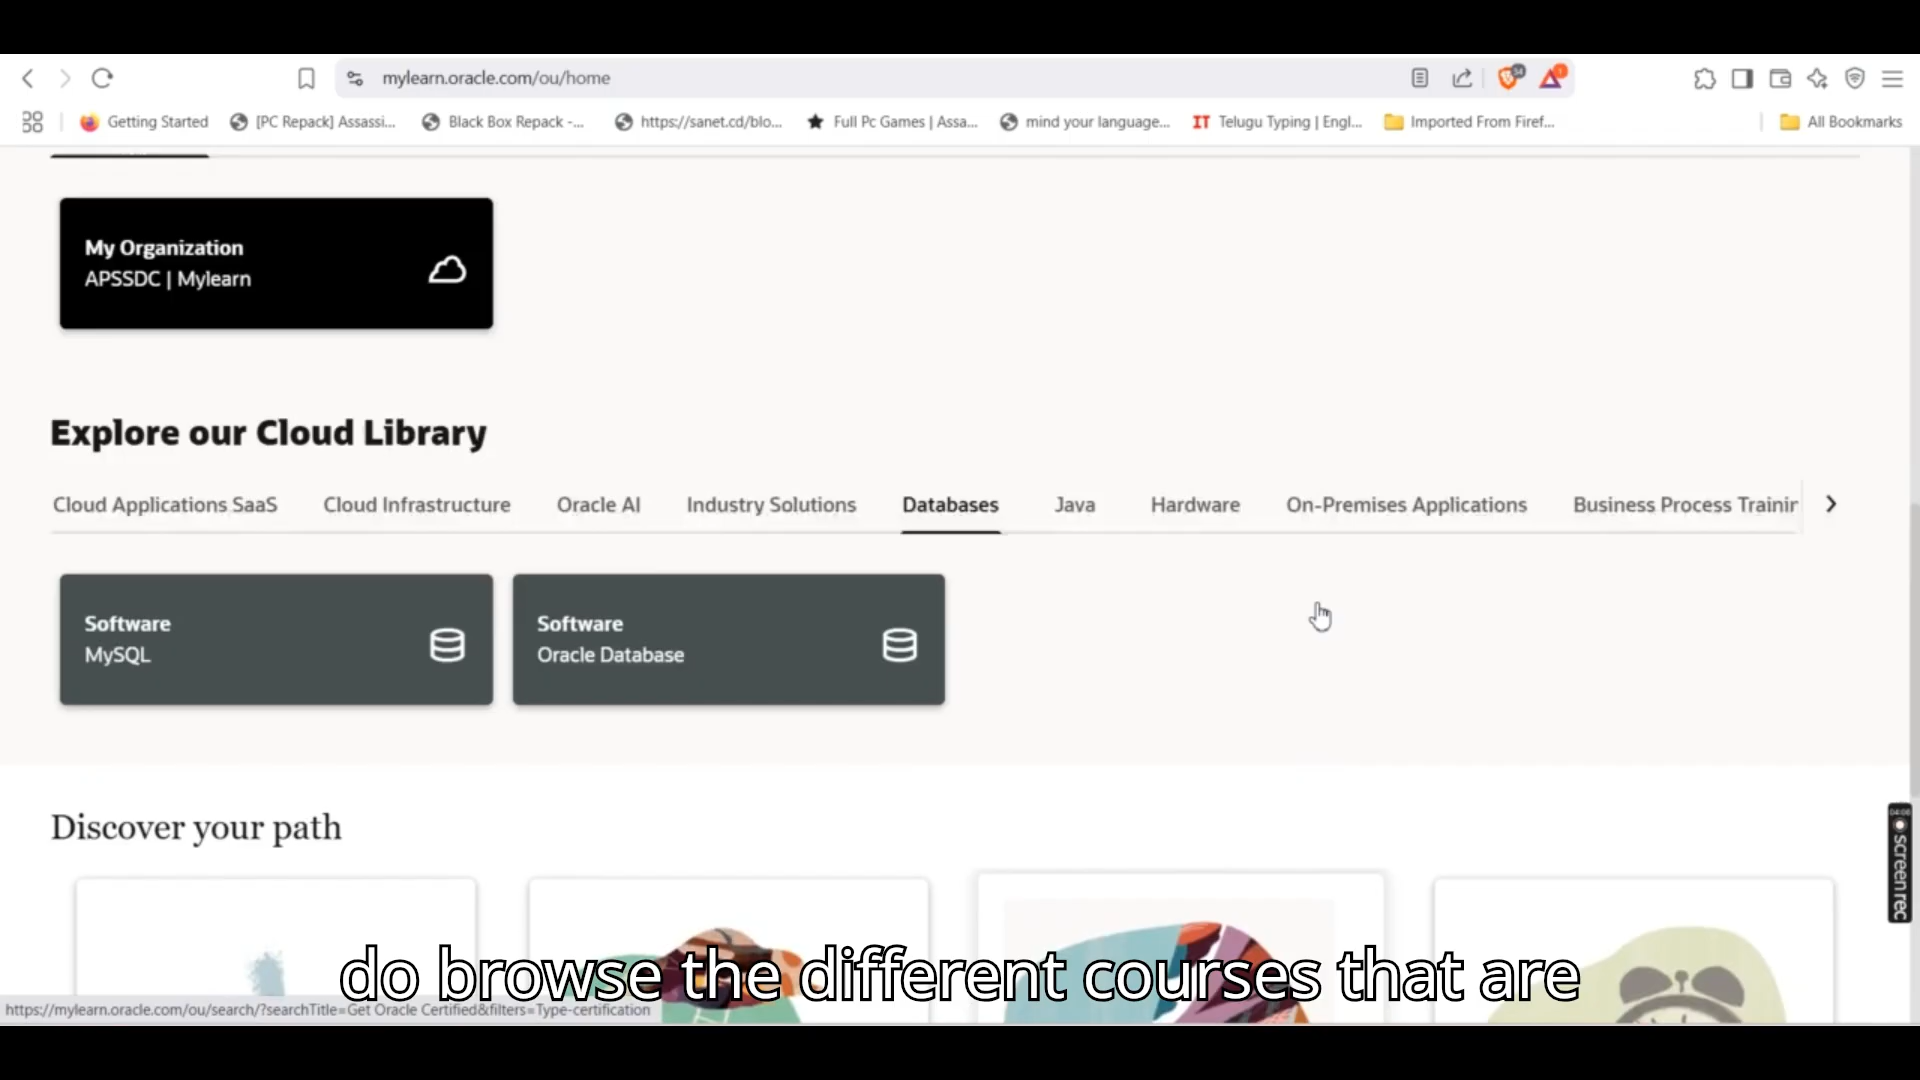 mylearn.oracle.com/ou/home
Getting Started
[PC Repack] Assassi...
Black Box Repack -...
https://sanet.cd/blo...
Full Pc Games | Assa...
mind your language...
IT Telugu Typing | Engl...
Imported From Firef...
All Bookmarks
My Organization
APSSDC | Mylearn
Explore our Cloud Library
Cloud Applications SaaS
Cloud Infrastructure
Oracle AI
Industry Solutions
Databases
Java
Hardware
On-Premises Applications
Business Process Trainin
Software
MySQL
Software
Oracle Database
Discover your path
screenrec
do browse the different courses that are
https://mylearn.oracle.com/ou/search/?searchTitle=Get Oracle Certified&filters=Type-certification